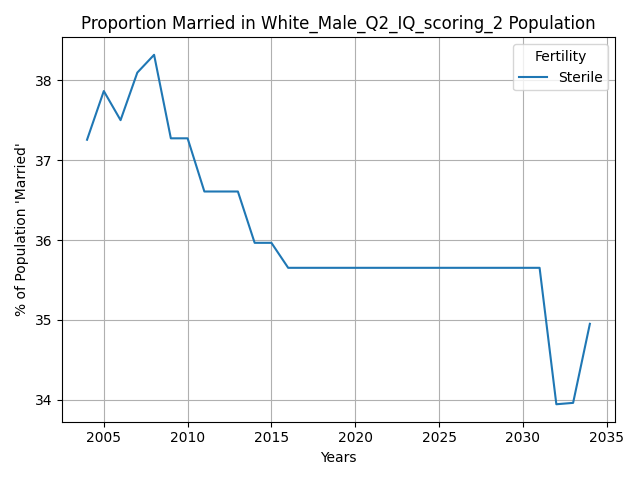 Proportion Married in White_Male_Q2_IQ_scoring_2 Population
Fertility
Sterile
% of Population 'Married'
38
37
36
35
34
2005
2010
2015
2020
2025
2030
2035
Years